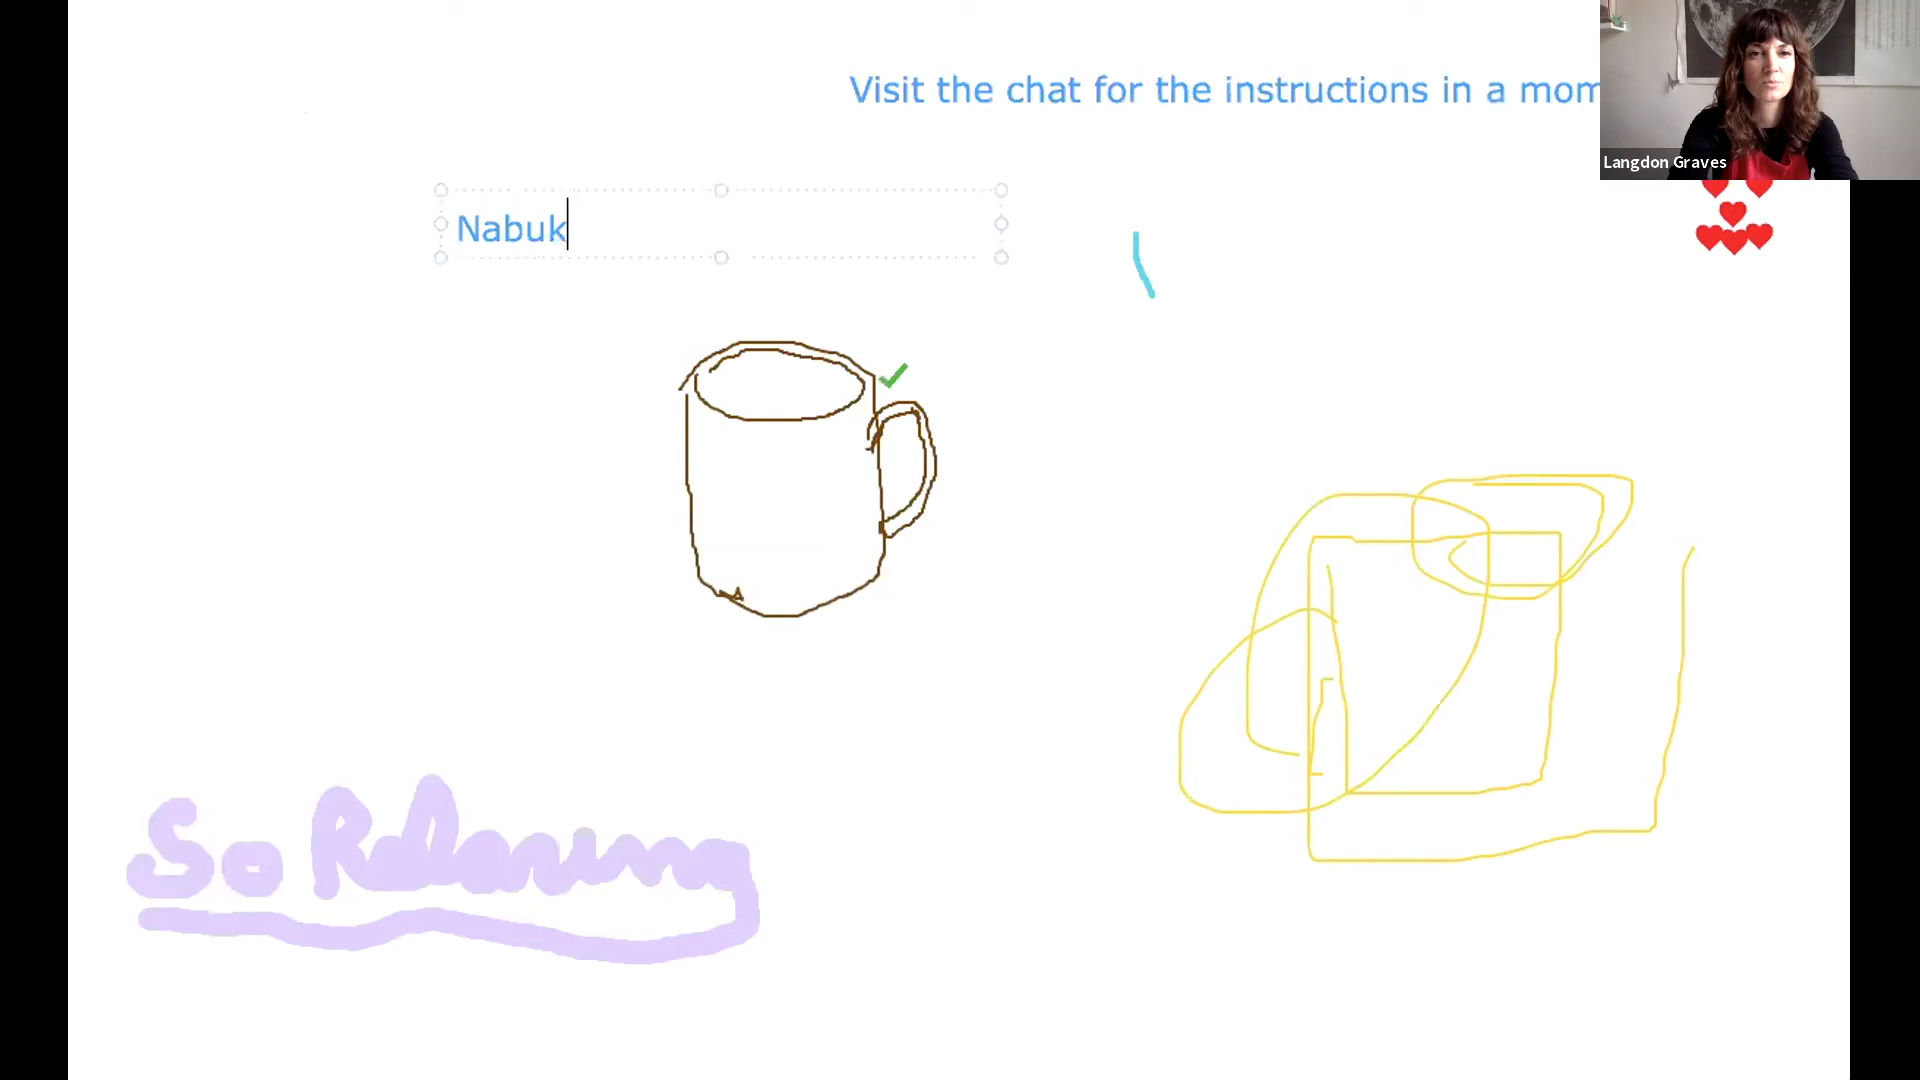 Visit the chat for the instructions in a mom
Langdon Graves
Nabuk
So Relaxing